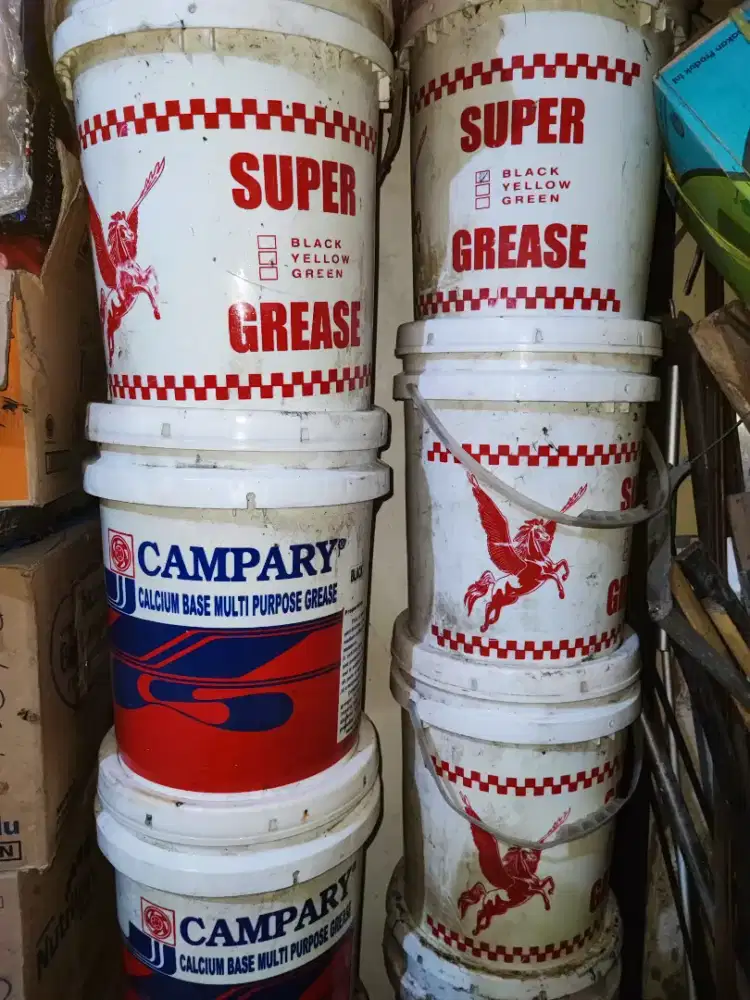 SUPER
BLACK
YELLOW
GREEN
GREASE
SUPER
BLACK
YELLOW
GREEN
GREASE
CAMPARY®
CALCIUM BASE MULTI PURPOSE GREASE
BLACK
CAMPARY
CALCIUM BASE MULTI PURPOSE GREASE